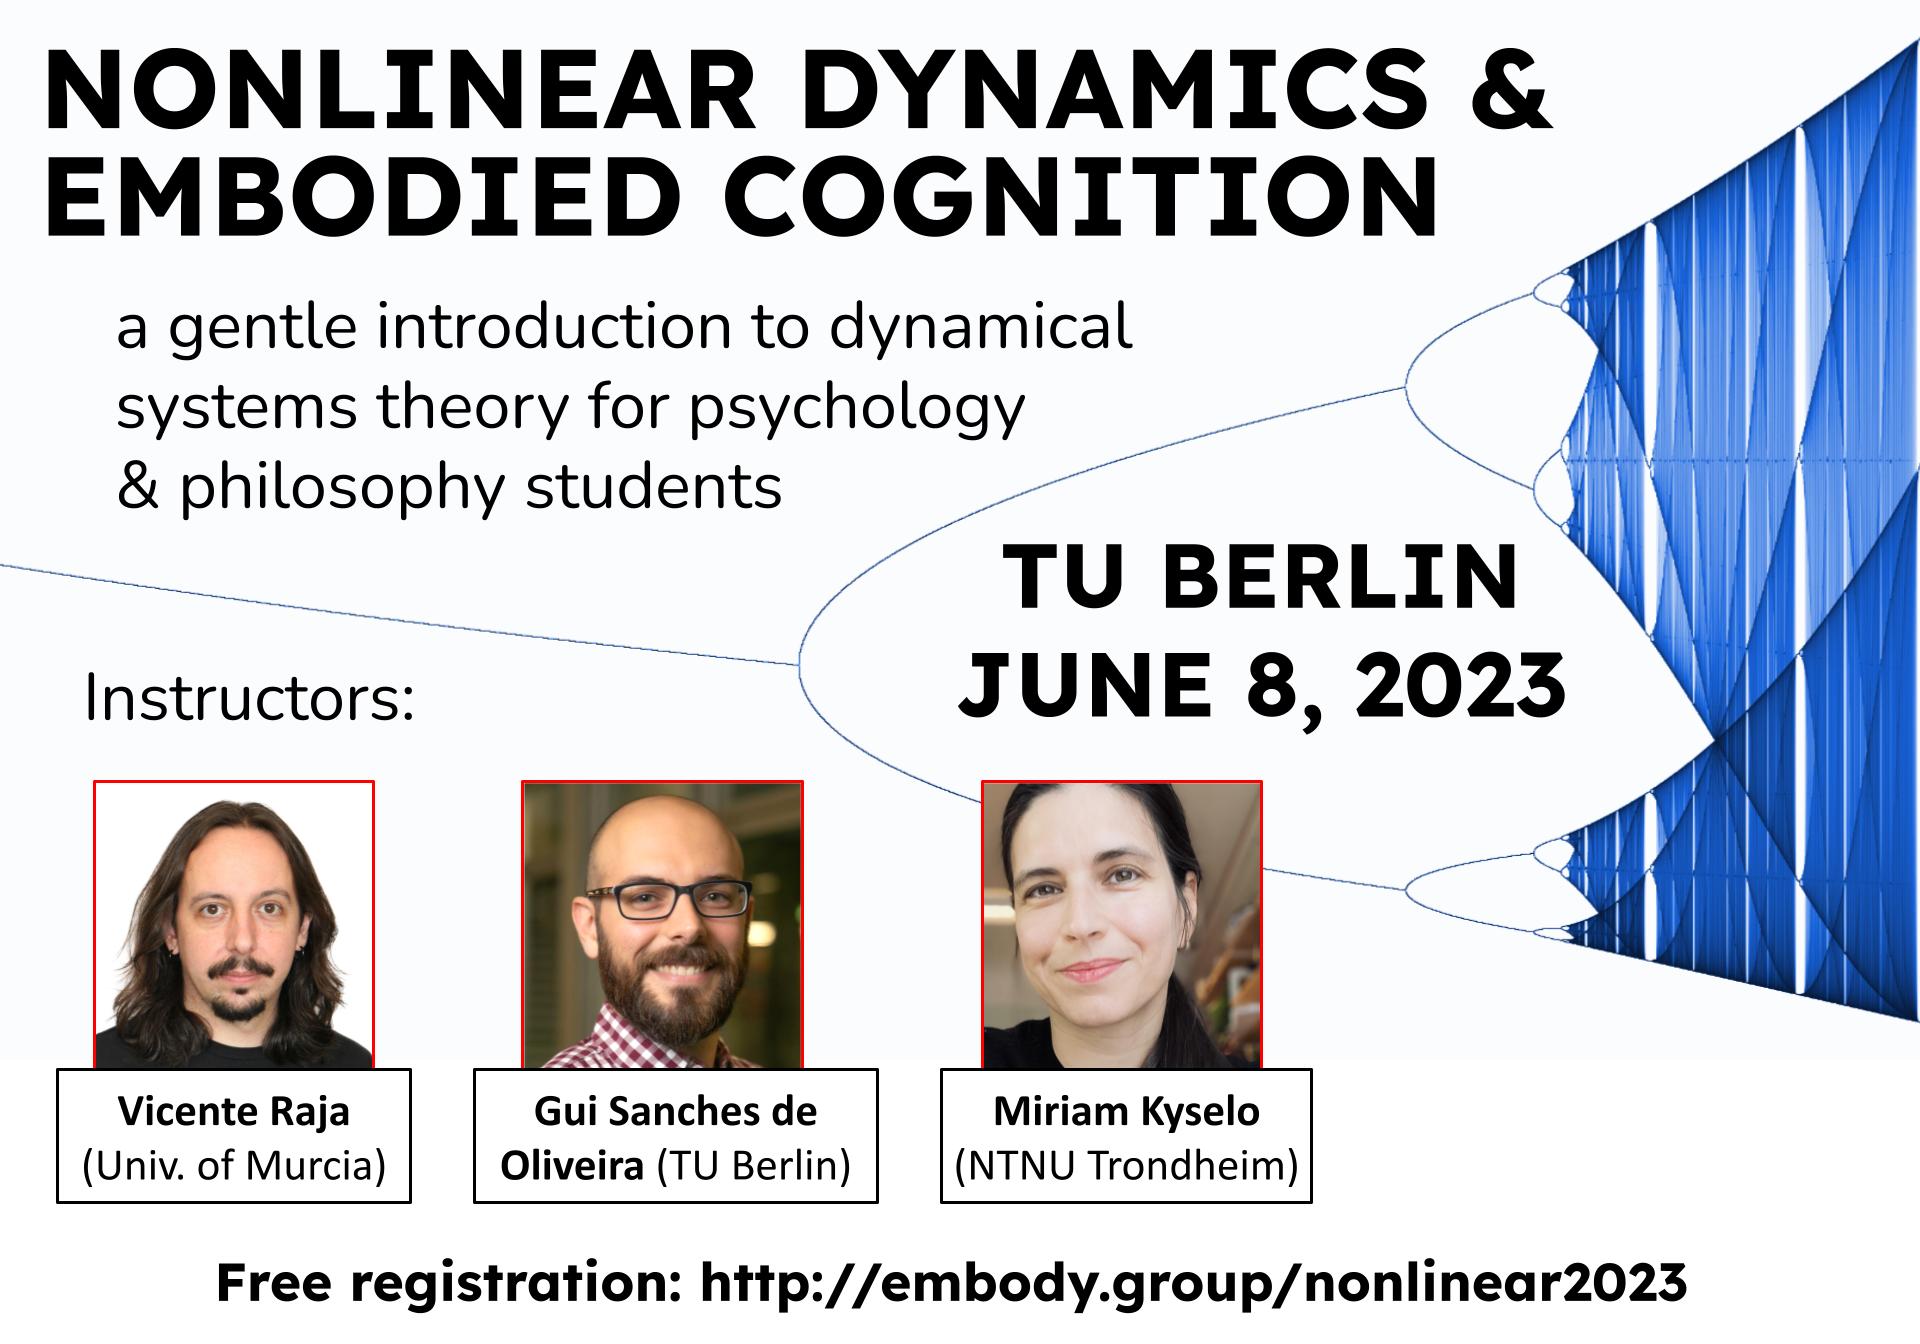 NONLINEAR DYNAMICS &
EMBODIED COGNITION
a gentle introduction to dynamical
systems theory for psychology
& philosophy students
TU BERLIN
JUNE 8, 2023
Instructors:
Vicente Raja
(Univ. of Murcia)
Gui Sanches de
Oliveira (TU Berlin)
Miriam Kyselo
(NTNU Trondheim)
Free registration: http://embody.group/nonlinear2023